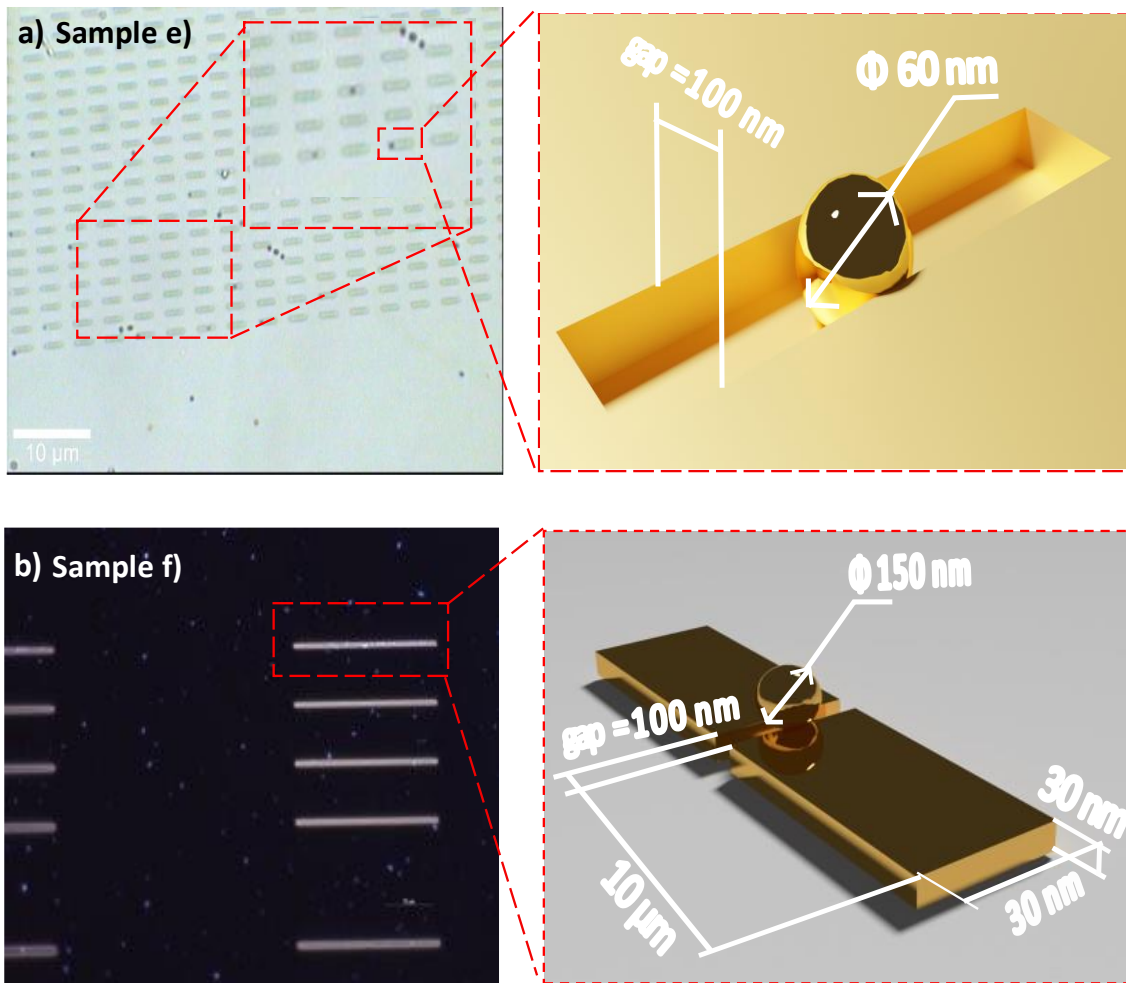 a) Sample e)
gap =100 nm
Φ 60 nm
10 µm
b) Sample f)
Φ 150 nm
gap =100 nm
30 nm
30 nm
10 µm